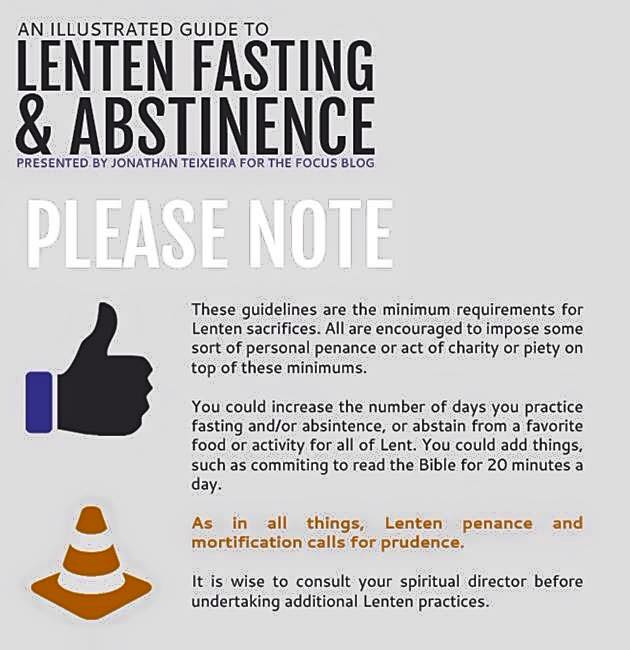 AN ILLUSTRATED GUIDE TO
LENTEN FASTING
& ABSTINENCE
PRESENTED BY JONATHAN TEIXEIRA FOR THE FOCUS BLOG
PLEASE NOTE
These guidelines are the minimum requirements for
Lenten sacrifices. All are encouraged to impose some
sort of personal penance or act of charity or piety on
top of these minimums.
You could increase the number of days you practice
fasting and/or absintence, or abstain from a favorite
food or activity for all of Lent. You could add things,
such as commiting to read the Bible for 20 minutes a
day.
As in all things, Lenten penance and
mortification calls for prudence.
It is wise to consult your spiritual director before
undertaking additional Lenten practices.